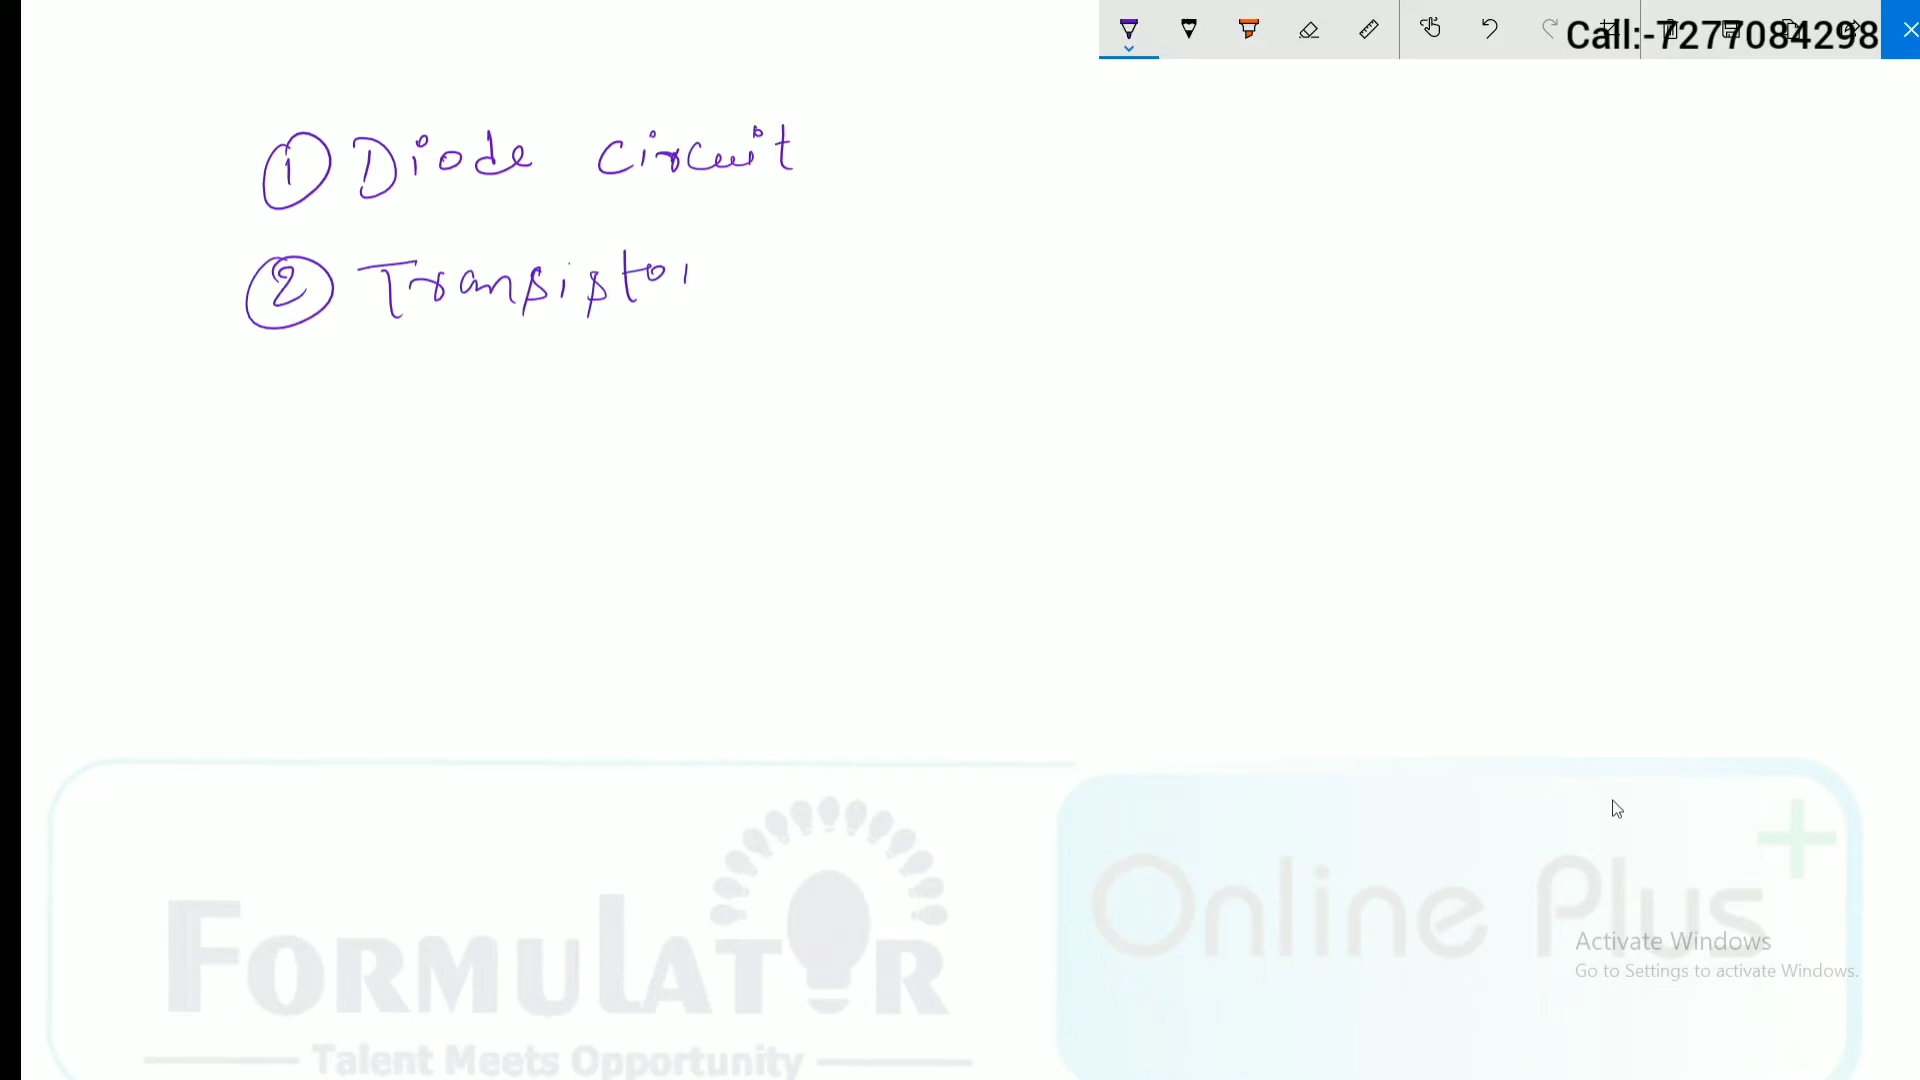 Call:-7277084298
① Diode circuit
② Transisto
FORMULATOR
Talent Meets Opportunity
Online Plus
Activate Windows
Go to Settings to activate Windows.